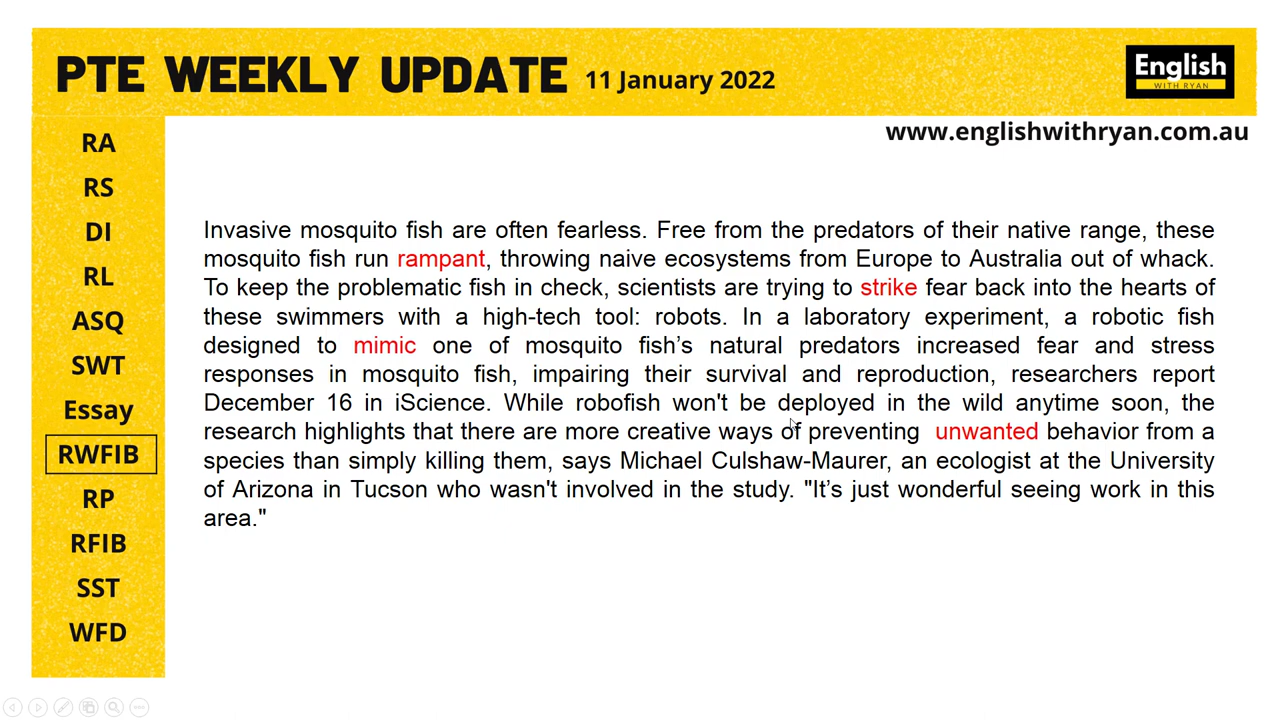 PTE WEEKLY UPDATE 11 January 2022
English
WITH RYAN
www.englishwithryan.com.au
RA
RS
DI
RL
ASQ
SWT
Essay
RWFIB
RP
RFIB
SST
WFD
Invasive mosquito fish are often fearless. Free from the predators of their native range, these
mosquito fish run rampant, throwing naive ecosystems from Europe to Australia out of whack.
To keep the problematic fish in check, scientists are trying to strike fear back into the hearts of
these swimmers with a high-tech tool: robots. In a laboratory experiment, a robotic fish
designed to mimic one of mosquito fish’s natural predators increased fear and stress
responses in mosquito fish, impairing their survival and reproduction, researchers report
December 16 in iScience. While robofish won't be deployed in the wild anytime soon, the
research highlights that there are more creative ways of preventing unwanted behavior from a
species than simply killing them, says Michael Culshaw-Maurer, an ecologist at the University
of Arizona in Tucson who wasn't involved in the study. "It’s just wonderful seeing work in this
area."